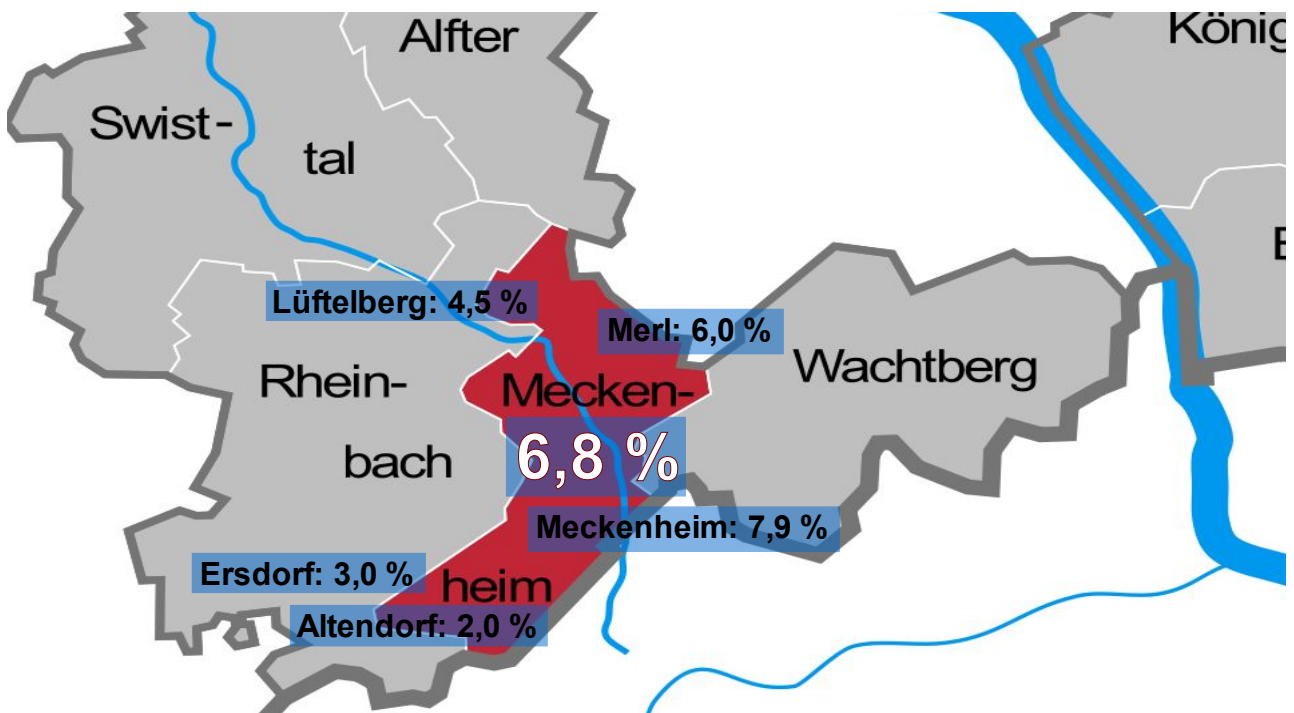 Alfter
König
Swist-
tal
E
Lüftelberg: 4,5 %
Merl: 6,0 %
Rhein-
Mecken-
Wachtberg
bach
6,8 %
Meckenheim: 7,9 %
Ersdorf: 3,0 %
heim
Altendorf: 2,0 %